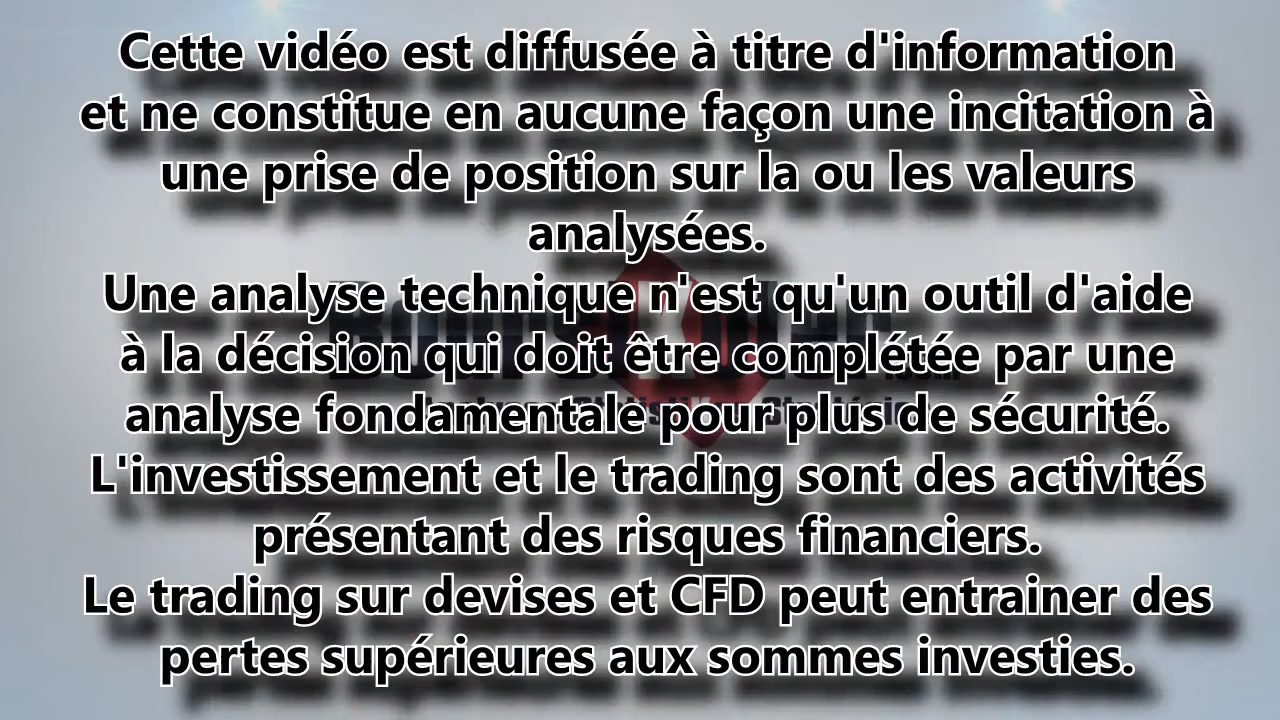 Cette vidéo est diffusée à titre d'information
et ne constitue en aucune façon une incitation à
une prise de position sur la ou les valeurs
analysées.
Une analyse technique n'est qu'un outil d'aide
à la décision qui doit être complétée par une
analyse fondamentale pour plus de sécurité.
L'investissement et le trading sont des activités
présentant des risques financiers.
Le trading sur devises et CFD peut entrainer des
pertes supérieures aux sommes investies.